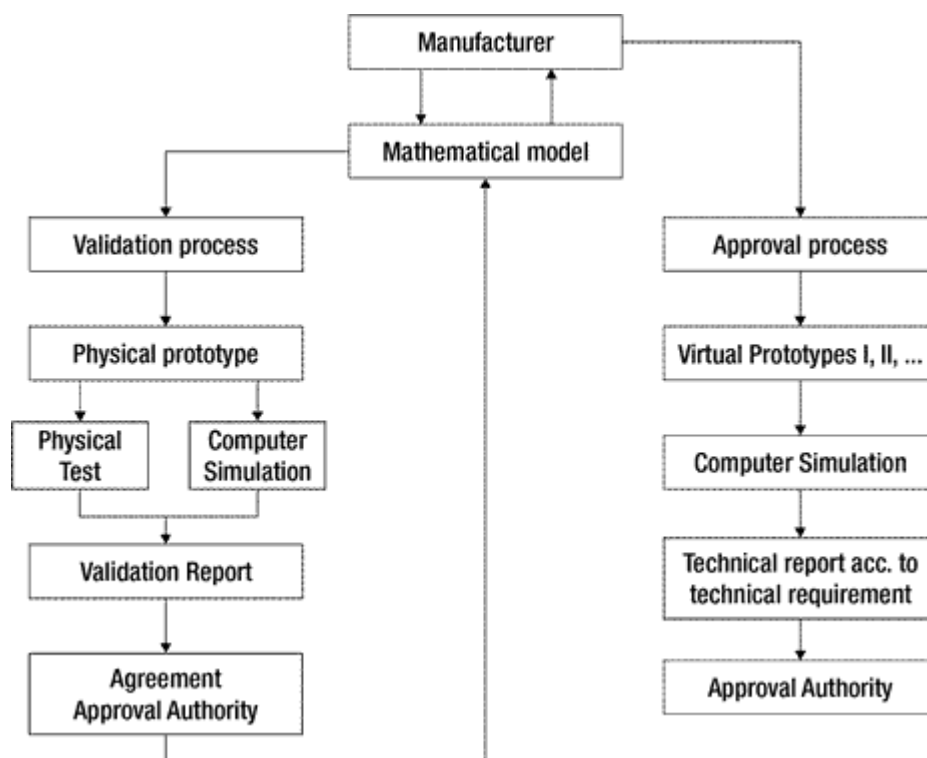 Manufacturer
Mathematical model
Validation process
Approval process
Physical prototype
Virtual Prototypes I, II, ...
Physical
Test
Computer
Simulation
Computer Simulation
Validation Report
Technical report acc. to
technical requirement
Agreement
Approval Authority
Approval Authority